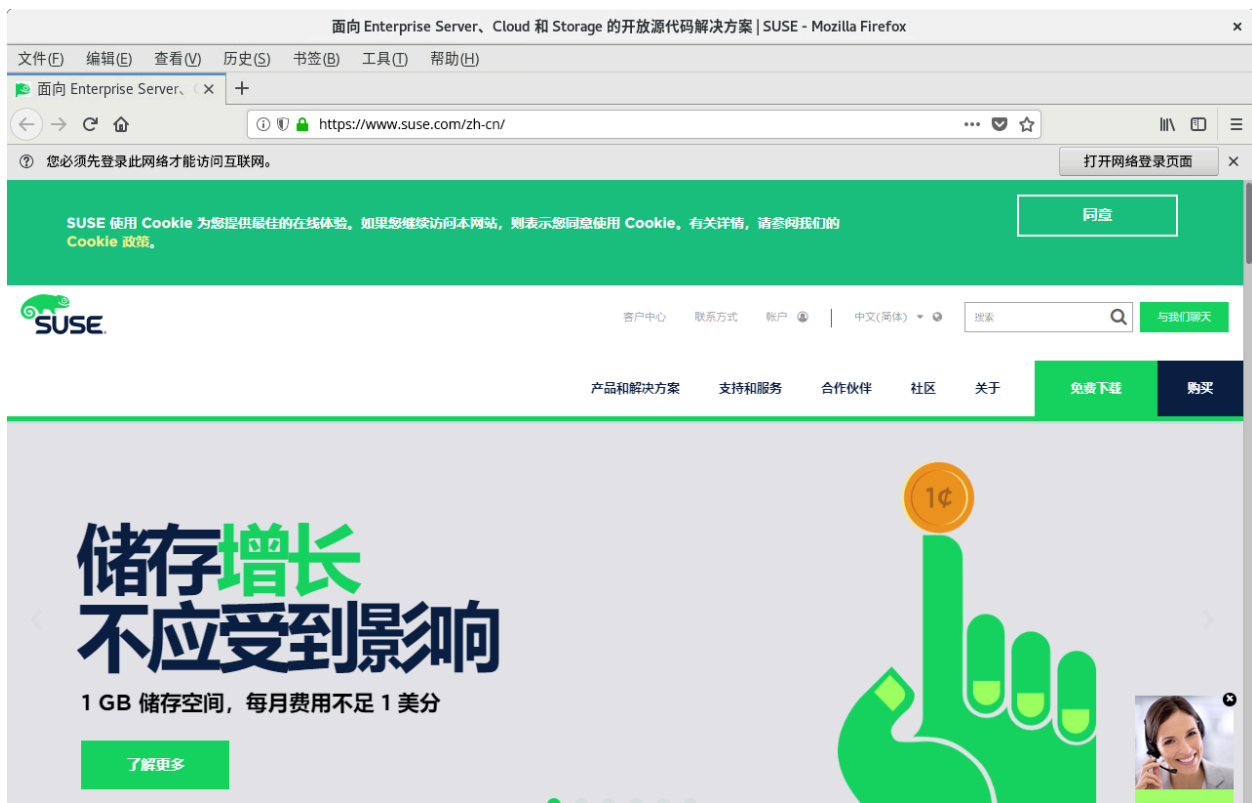 面向 Enterprise Server、Cloud 和 Storage 的开放源代码解决方案 | SUSE - Mozilla Firefox
文件(F) 编辑(E) 查看(V) 历史(S) 书签(B) 工具(T) 帮助(H)
面向 Enterprise Server、
https://www.suse.com/zh-cn/
您必须先登录此网络才能访问互联网。 打开网络登录页面
SUSE 使用 Cookie 为您提供最佳的在线体验。如果您继续访问本网站，则表示您同意使用 Cookie。有关详情，请参阅我们的
Cookie 政策。
同意
SUSE.
客户中心 联系方式 帐户 中文(简体) 搜索 与我们聊天
产品和解决方案 支持和服务 合作伙伴 社区 关于 免费下载 购买
1¢
储存增长
不应受到影响
1 GB 储存空间，每月费用不足 1 美分
了解更多